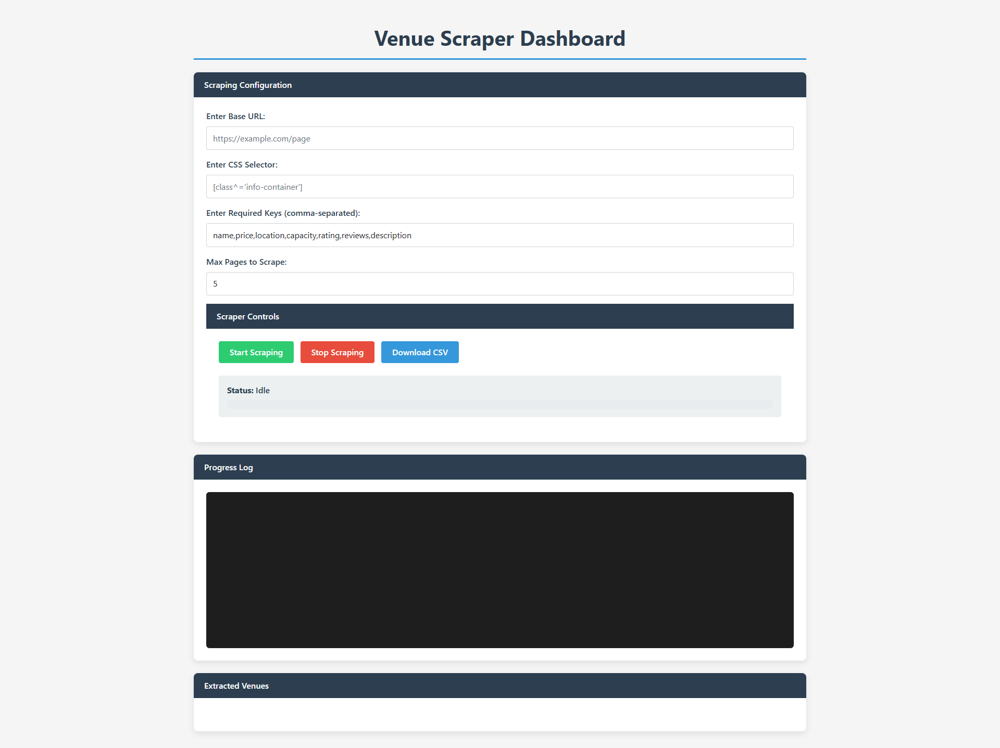 Venue Scraper Dashboard
Scraping Configuration
Enter Base URL:
https://example.com/page
Enter CSS Selector:
[class^='info-container']
Enter Required Keys (comma-separated):
name,price,location,capacity,rating,reviews,description
Max Pages to Scrape:
5
Scraper Controls
Start Scraping Stop Scraping Download CSV
Status: Idle
Progress Log
Extracted Venues